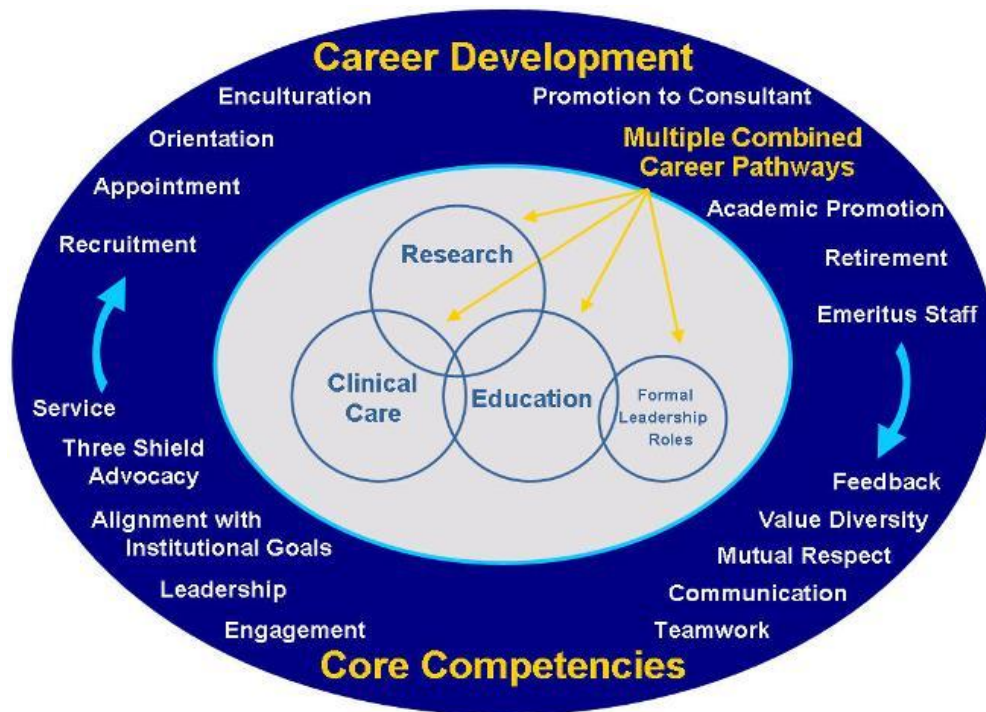 Career Development
Enculturation
Promotion to Consultant
Orientation
Multiple Combined
Career Pathways
Appointment
Academic Promotion
Recruitment
Retirement
Emeritus Staff
Research
Clinical
Care
Education
Formal
Leadership
Roles
Service
Three Shield
Advocacy
Alignment with
Institutional Goals
Leadership
Engagement
Feedback
Value Diversity
Mutual Respect
Communication
Teamwork
Core Competencies